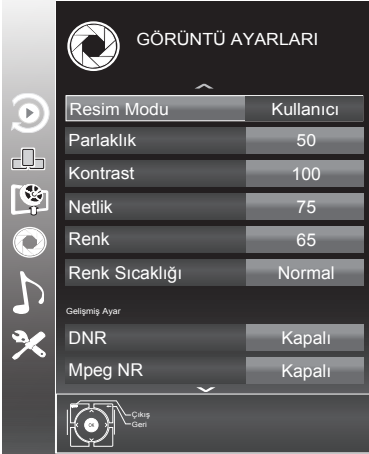 GÖRÜNTÜ AYARLARI
Resim Modu Kullanıcı
Parlaklık 50
Kontrast 100
Netlik 75
Renk 65
Renk Sıcaklığı Normal
Gelişmiş Ayar
DNR Kapalı
Mpeg NR Kapalı
OK
Çıkış
Geri